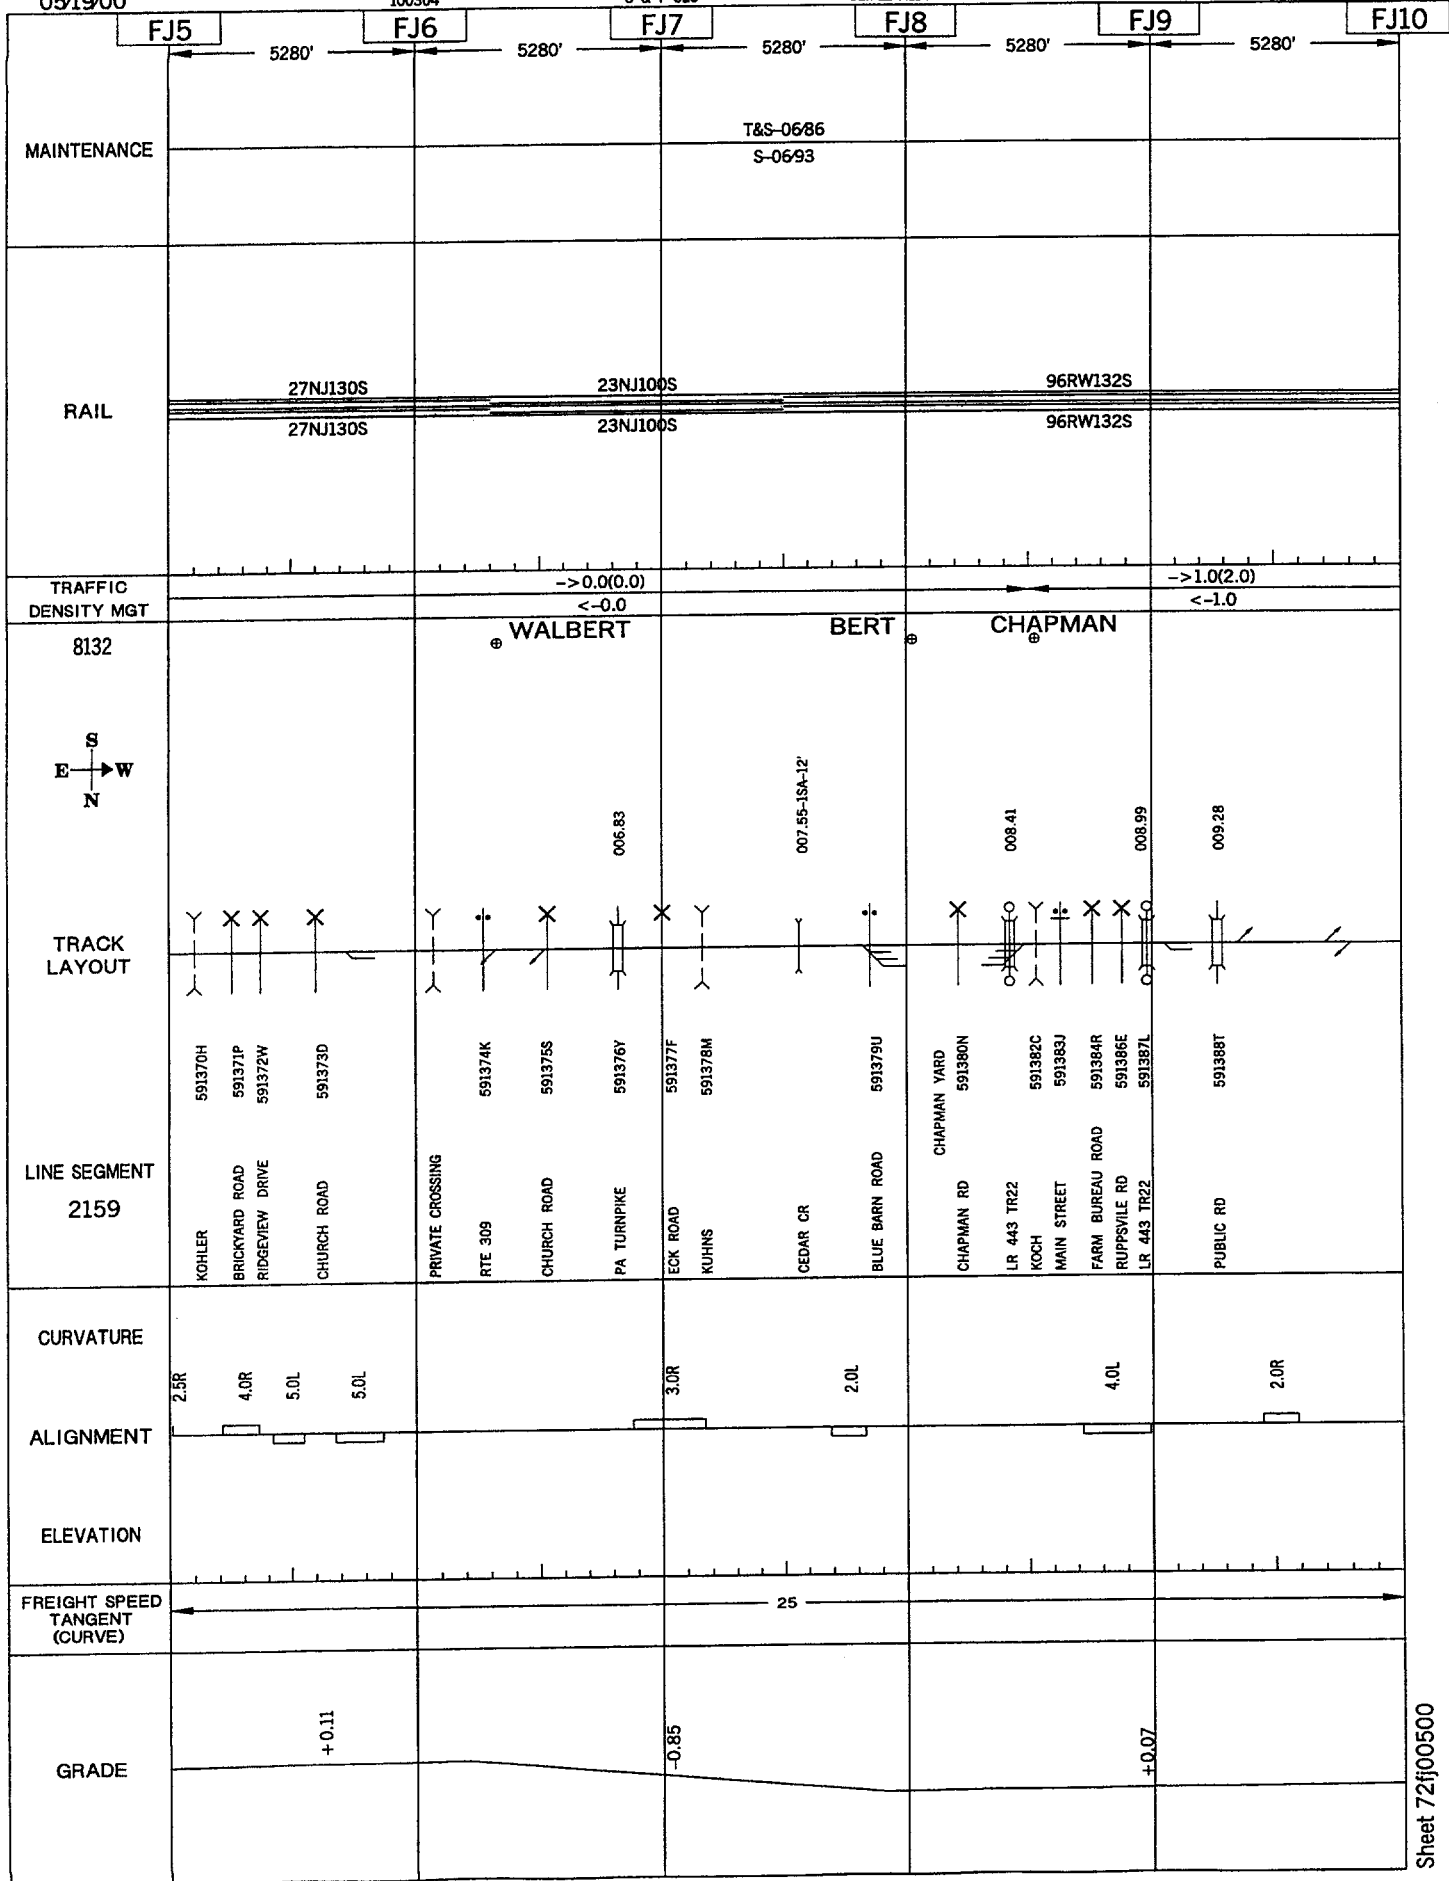 05/19/00
FJ5 FJ6 FJ7 FJ8 FJ9 FJ10
5280' 5280' 5280' 5280' 5280'
MAINTENANCE
T&S-06/86
S-06/93
RAIL
27NJ130S 23NJ100S 96RW132S
27NJ130S 23NJ100S 96RW132S
TRAFFIC
DENSITY MGT
->0.0(0.0) ->1.0(2.0)
<-0.0 <-1.0
8132
WALBERT BERT CHAPMAN
S
E W
N
006.83 007.55-1SA-12' 008.41 008.99 009.28
TRACK
LAYOUT
591370H 591371P 591372W 591373D 591374K 591375S 591376Y 591377F 591378M 591379U 591380N 591382C 591383J 591384R 591386E 591387L 591388T
CHAPMAN YARD
LINE SEGMENT
2159
KOHLER
BRICKYARD ROAD
RIDGEVIEW DRIVE
CHURCH ROAD
PRIVATE CROSSING
RTE 309
CHURCH ROAD
PA TURNPIKE
ECK ROAD
KUHNS
CEDAR CR
BLUE BARN ROAD
CHAPMAN RD
LR 443 TR22
KOCH
MAIN STREET
FARM BUREAU ROAD
RUPPSVILE RD
LR 443 TR22
PUBLIC RD
CURVATURE
2.5R 4.0R 5.0L 5.0L 3.0R 2.0L 4.0L 2.0R
ALIGNMENT
ELEVATION
FREIGHT SPEED
TANGENT
(CURVE)
25
GRADE
+0.11 -0.85 +0.07
Sheet 72fj00500